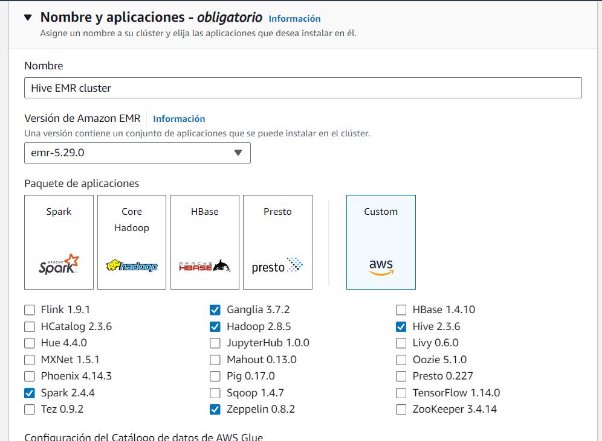 Nombre y aplicaciones - obligatorio Información
Asigne un nombre a su clúster y elija las aplicaciones que desea instalar en él.
Nombre
Hive EMR cluster
Versión de Amazon EMR Información
Una versión contiene un conjunto de aplicaciones que se puede instalar en el clúster.
emr-5.29.0
Paquete de aplicaciones
Spark Core Hadoop HBase Presto Custom
APACHE Spark hadoop APACHE HBASE presto aws
Flink 1.9.1 Ganglia 3.7.2 HBase 1.4.10
HCatalog 2.3.6 Hadoop 2.8.5 Hive 2.3.6
Hue 4.4.0 JupyterHub 1.0.0 Livy 0.6.0
MXNet 1.5.1 Mahout 0.13.0 Oozie 5.1.0
Phoenix 4.14.3 Pig 0.17.0 Presto 0.227
Spark 2.4.4 Sqoop 1.4.7 TensorFlow 1.14.0
Tez 0.9.2 Zeppelin 0.8.2 ZooKeeper 3.4.14
Configuración del Catálogo de datos de AWS Glue